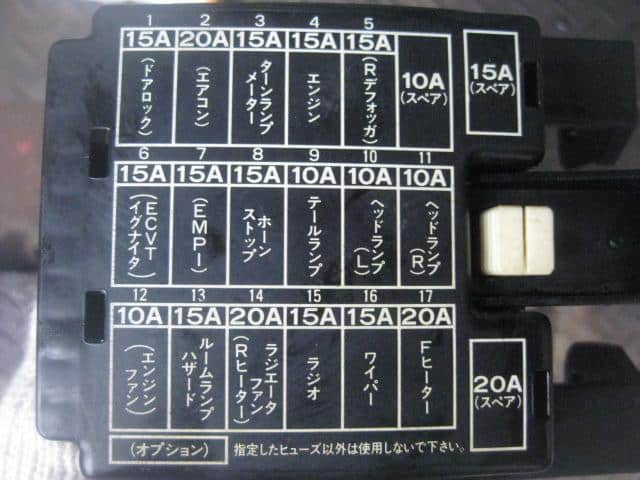 1 2 3 4 5
15A 20A 15A 15A 15A
(ドアロック)
(エアコン)
ターンランプ
メーター
エンジン
(Rデフォッガ)
10A
(スペア)
15A
(スペア)
6 7 8 9 10 11
15A 15A 15A 10A 10A 10A
(ECVT
イグナイタ)
(EMPI)
ホーン
ストップ
テールランプ
ヘッドランプ
(L)
ヘッドランプ
(R)
12 13 14 15 16 17
10A 15A 20A 15A 15A 20A
(エンジン
ファン)
ルームランプ
ハザード
ラジエータ
ファン
(Rヒーター)
ラジオ
ワイパー
Fヒーター
20A
(スペア)
(オプション) 指定したヒューズ以外は使用しないで下さい。